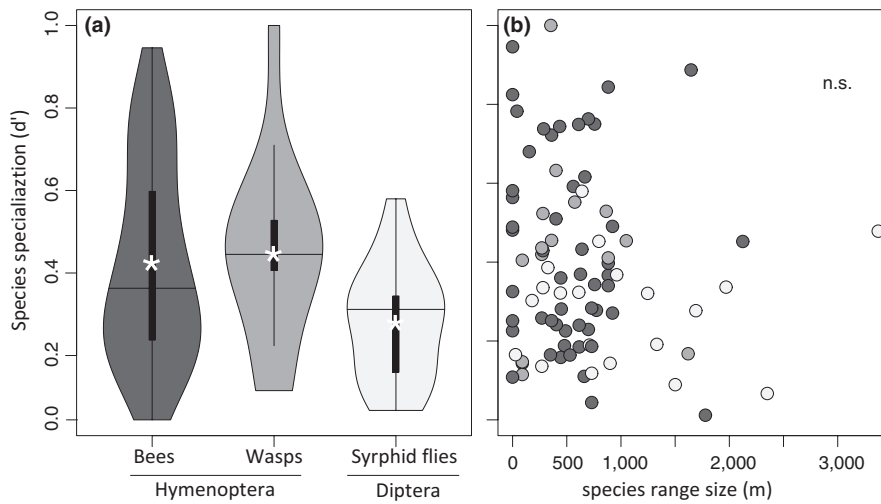 (a)
(b)
n.s.
Species specialiaztion (d')
1.0
0.8
0.6
0.4
0.2
0.0
Bees Wasps Syrphid flies
Hymenoptera Diptera
0 500 1,000 2,000 3,000
species range size (m)